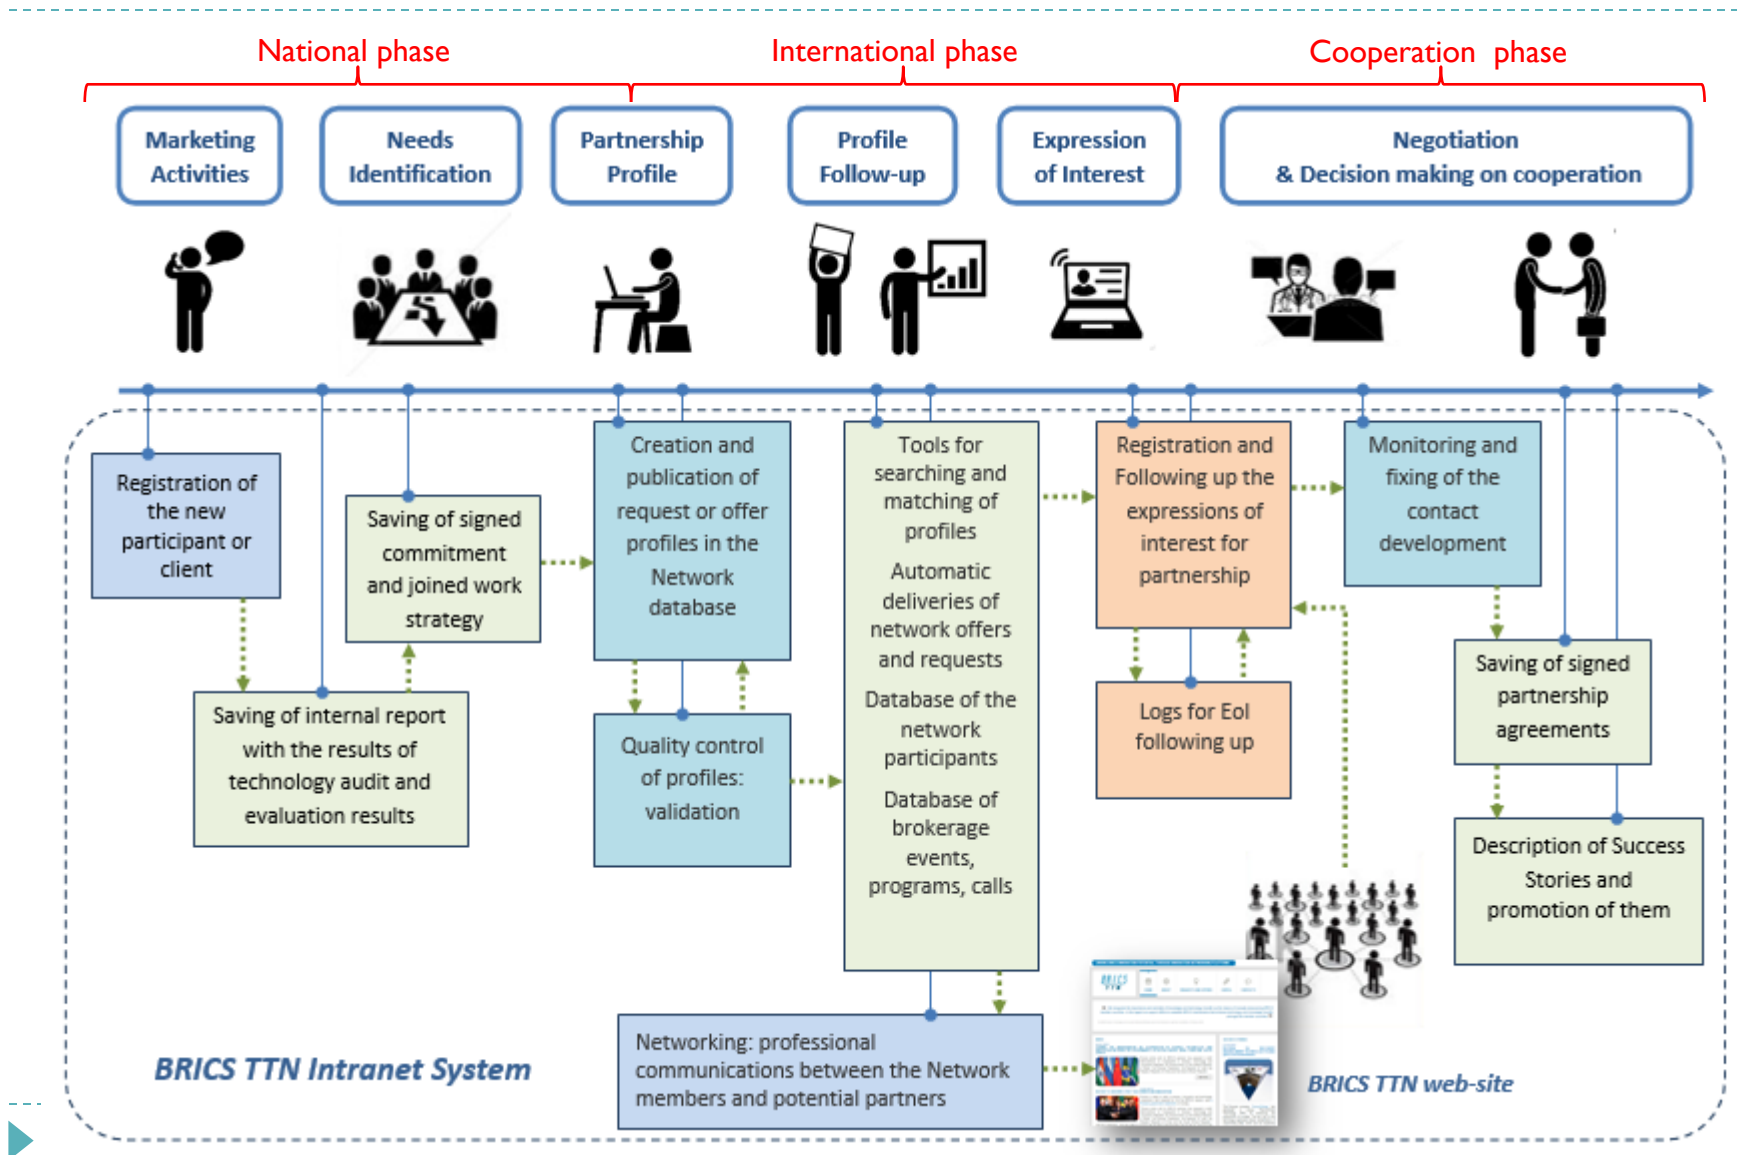 National phase
International phase
Cooperation phase
Marketing
Activities
Needs
Identification
Partnership
Profile
Profile
Follow-up
Expression
of Interest
Negotiation
& Decision making on cooperation
Registration of
the new
participant or
client
Saving of signed
commitment
and joined work
strategy
Saving of internal report
with the results of
technology audit and
evaluation results
Creation and
publication of
request or offer
profiles in the
Network
database
Quality control
of profiles:
validation
Tools for
searching and
matching of
profiles
Automatic
deliveries of
network offers
and requests
Database of the
network
participants
Database of
brokerage
events,
programs, calls
Registration and
Following up the
expressions of
interest for
partnership
Logs for EoI
following up
Monitoring and
fixing of the
contact
development
Saving of signed
partnership
agreements
Description of Success
Stories and
promotion of them
Networking: professional
communications between the Network
members and potential partners
BRICS TTN Intranet System
BRICS
TTN
BRICS TTN web-site